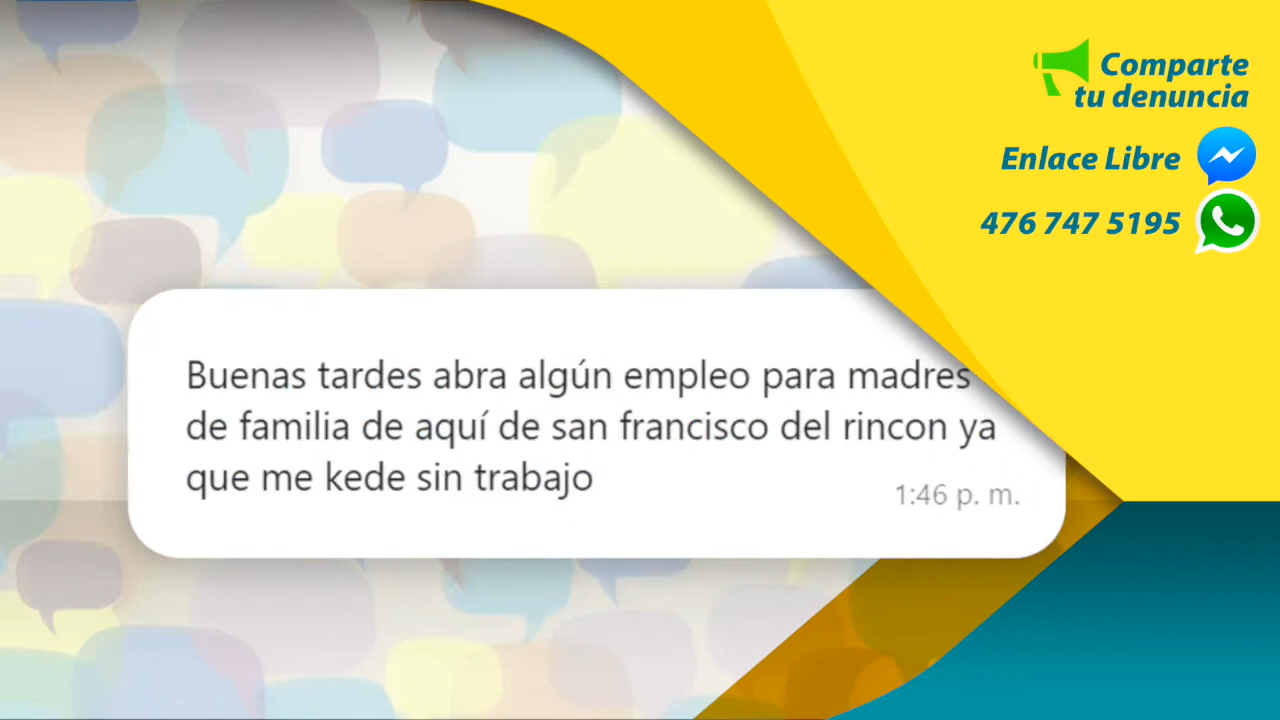 Comparte
tu denuncia
Enlace Libre
476 747 5195
Buenas tardes abra algún empleo para madres
de familia de aquí de san francisco del rincon ya
que me kede sin trabajo
1:46 p. m.